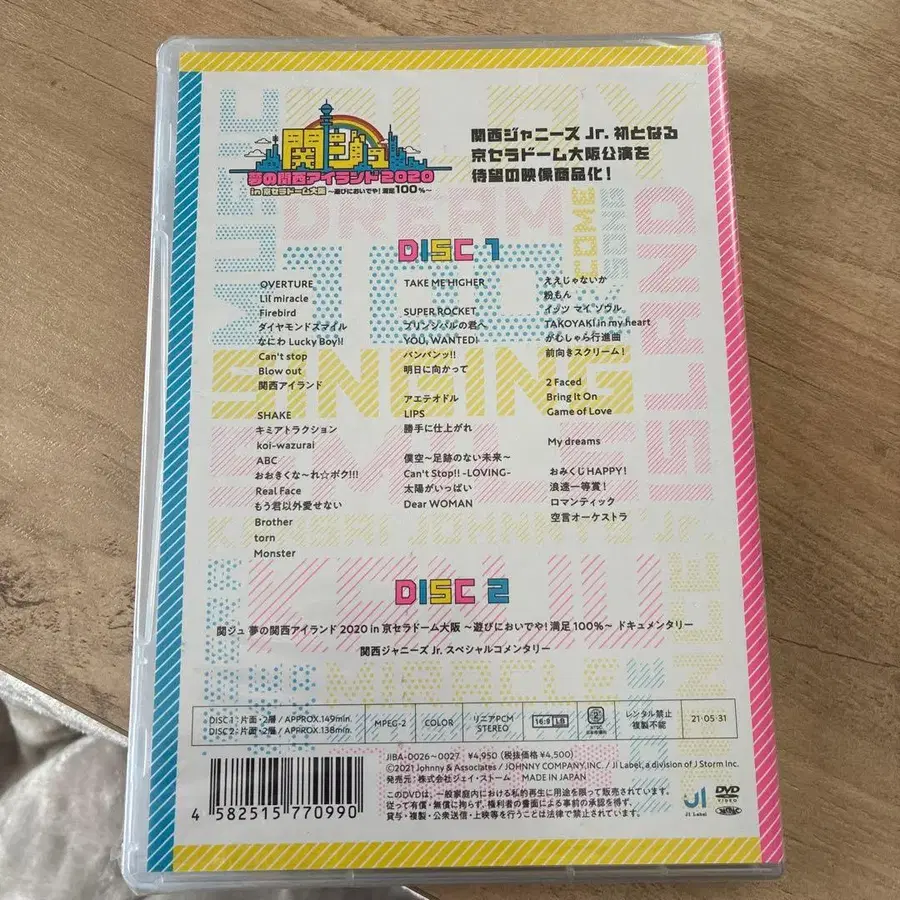 関ジュ
夢の関西アイランド2020
in 京セラドーム大阪 ～遊びにおいでや!満足100%～
関西ジャニーズ Jr. 初となる
京セラドーム大阪公演を
待望の映像商品化!
DISC 1
OVERTURE
Lil miracle
Firebird
ダイヤモンドスマイル
なにわ Lucky Boy!!
Can't stop
Blow out
関西アイランド
SHAKE
キミアトラクション
koi-wazurai
ABC
おおきくな〜れ☆ボク!!!
Real Face
もう君以外愛せない
Brother
torn
Monster
TAKE ME HIGHER
SUPER ROCKET
プリンシパルの君へ
YOU, WANTED!
バンバンッ!!
明日に向かって
アエテオドル
LIPS
勝手に仕上がれ
僕空～足跡のない未来～
Can't Stop!! -LOVING-
太陽がいっぱい
Dear WOMAN
ええじゃないか
粉もん
イッツ マイ ソウル
TAKOYAKI in my heart
がむしゃら行進曲
前向きスクリーム!
2 Faced
Bring It On
Game of Love
My dreams
おみくじHAPPY!
浪速一等賞!
ロマンティック
空言オーケストラ
DISC 2
関ジュ 夢の関西アイランド 2020 in 京セラドーム大阪 ～遊びにおいでや! 満足 100%～ ドキュメンタリー
関西ジャニーズ Jr. スペシャルコメンタリー
DISC 1 : 片面・2層 / APPROX.149min.
DISC 2 : 片面・2層 / APPROX.138min.
MPEG-2
COLOR
リニアPCM
STEREO
16:9 LB
2
NTSC
日本市場向
レンタル禁止
複製不能
21·05·31
JIBA-0026~0027 ¥4,950 (税抜価格 ¥4,500)
©2021 Johnny & Associates / JOHNNY COMPANY, INC. / JI Label, a division of J Storm Inc.
発売元：株式会社ジェイ・ストーム MADE IN JAPAN
このDVDは、一般家庭内における私的再生に用途を限って販売されています。
従って有償・無償に拘らず、権利者の書面による事前の承認を得ず、
貸与・複製・公衆送信・上映等を行うことは法律で禁止されています。
4 582515 770990
JI Label
DVD
VIDEO